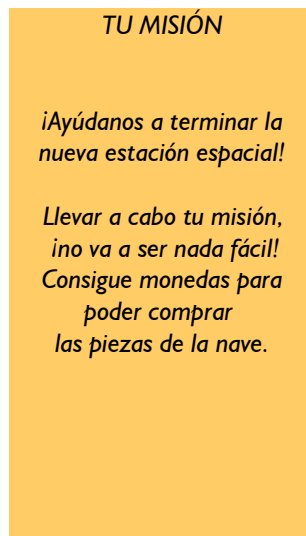 TU MISIÓN
¡Ayúdanos a terminar la
nueva estación espacial!
Llevar a cabo tu misión,
¡no va a ser nada fácil!
Consigue monedas para
poder comprar
las piezas de la nave.